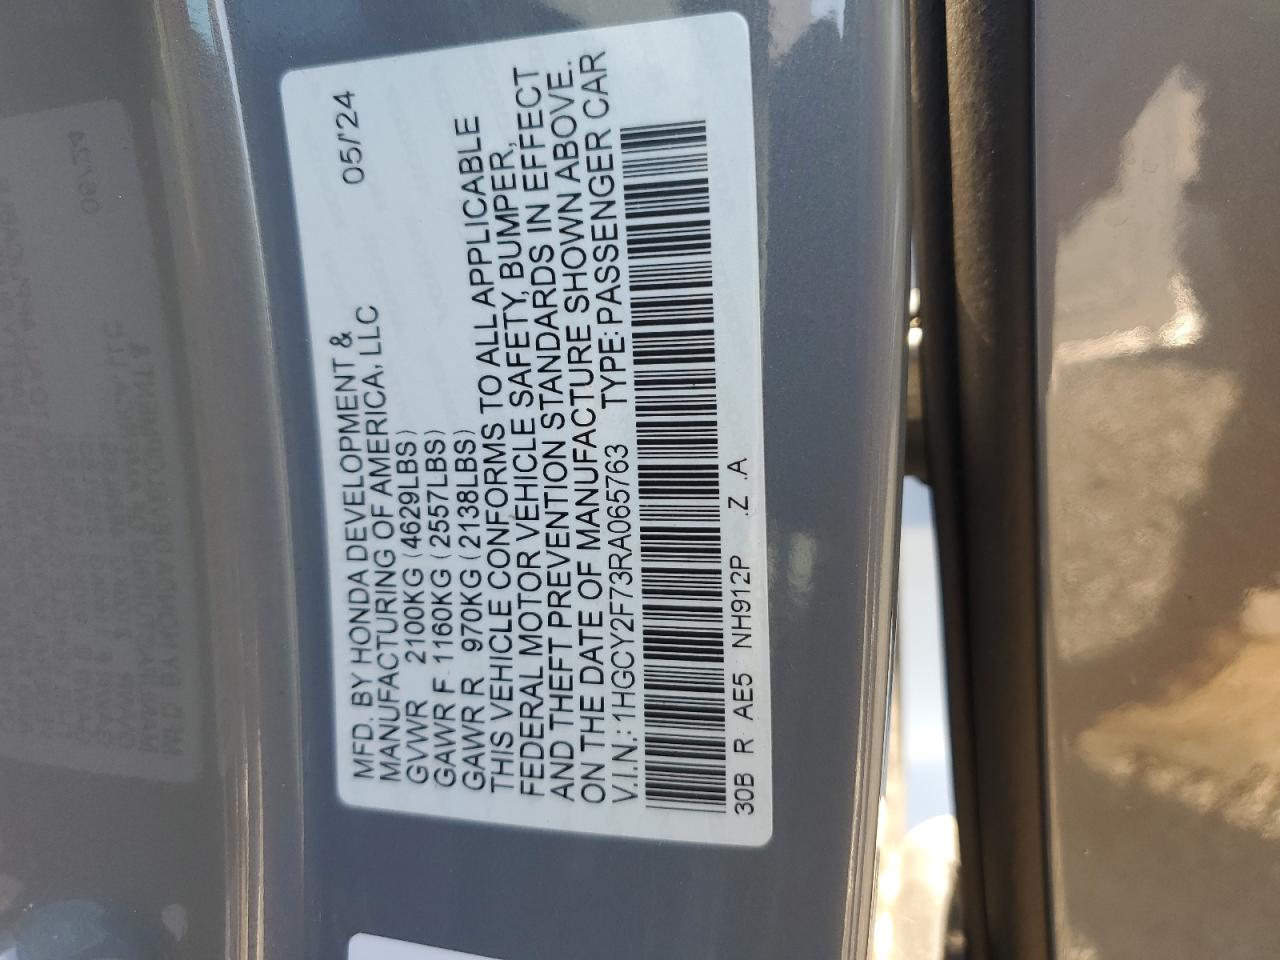 MFD. BY HONDA DEVELOPMENT &
MANUFACTURING OF AMERICA, LLC 05/'24
GVWR 2100KG (4629LBS)
GAWR F 1160KG (2557LBS)
GAWR R 970KG (2138LBS)
THIS VEHICLE CONFORMS TO ALL APPLICABLE
FEDERAL MOTOR VEHICLE SAFETY, BUMPER,
AND THEFT PREVENTION STANDARDS IN EFFECT
ON THE DATE OF MANUFACTURE SHOWN ABOVE.
V.I.N.: 1HGCY2F73RA065763 TYPE: PASSENGER CAR
30B R AE5 NH912P .Z .A